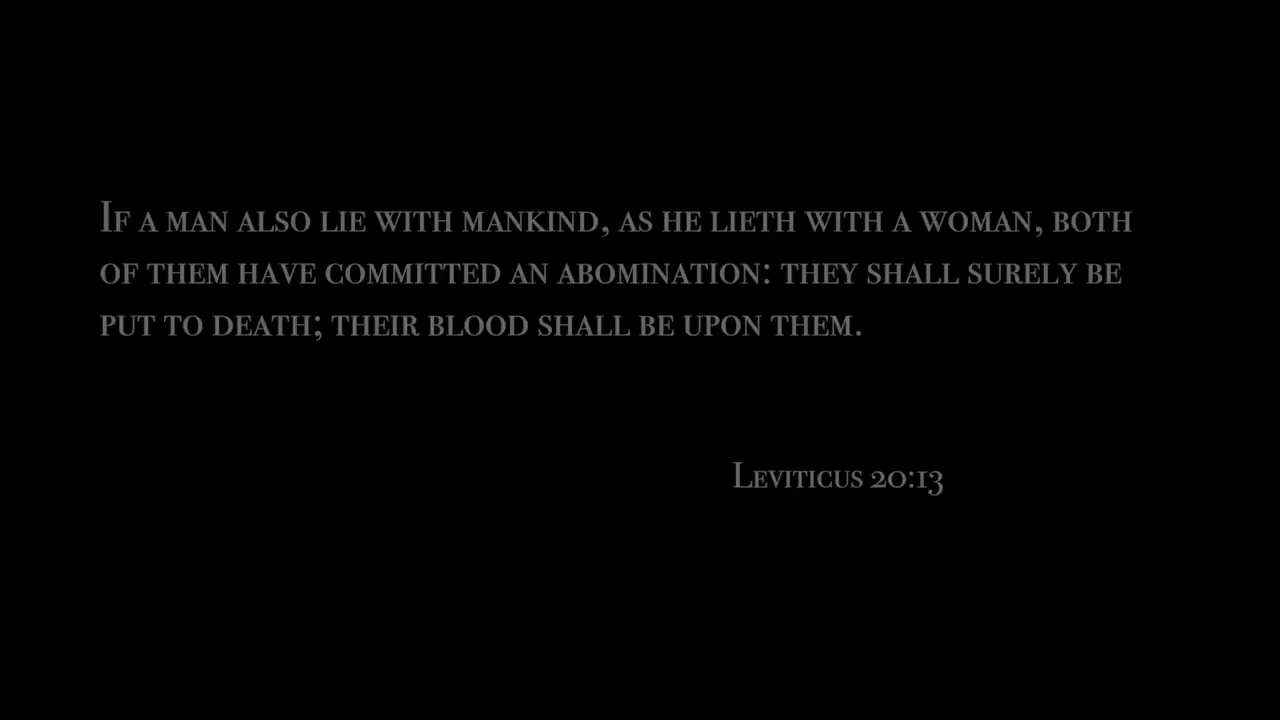 If a man also lie with mankind, as he lieth with a woman, both
of them have committed an abomination: they shall surely be
put to death; their blood shall be upon them.
Leviticus 20:13